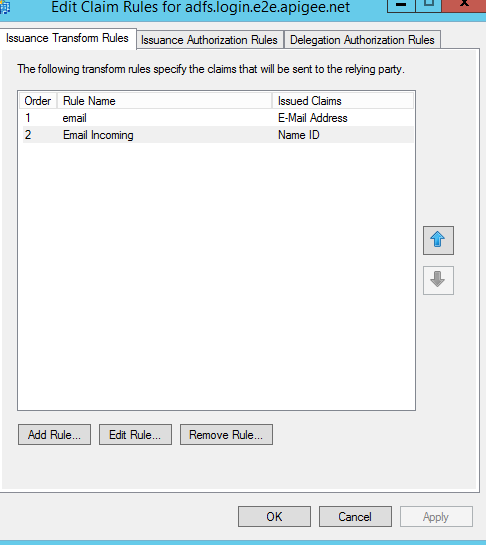 Edit Claim Rules for adfs.login.e2e.apigee.net
Issuance Transform Rules Issuance Authorization Rules Delegation Authorization Rules
The following transform rules specify the claims that will be sent to the relying party.
Order Rule Name Issued Claims
1 email E-Mail Address
2 Email Incoming Name ID
Add Rule... Edit Rule... Remove Rule...
OK Cancel Apply